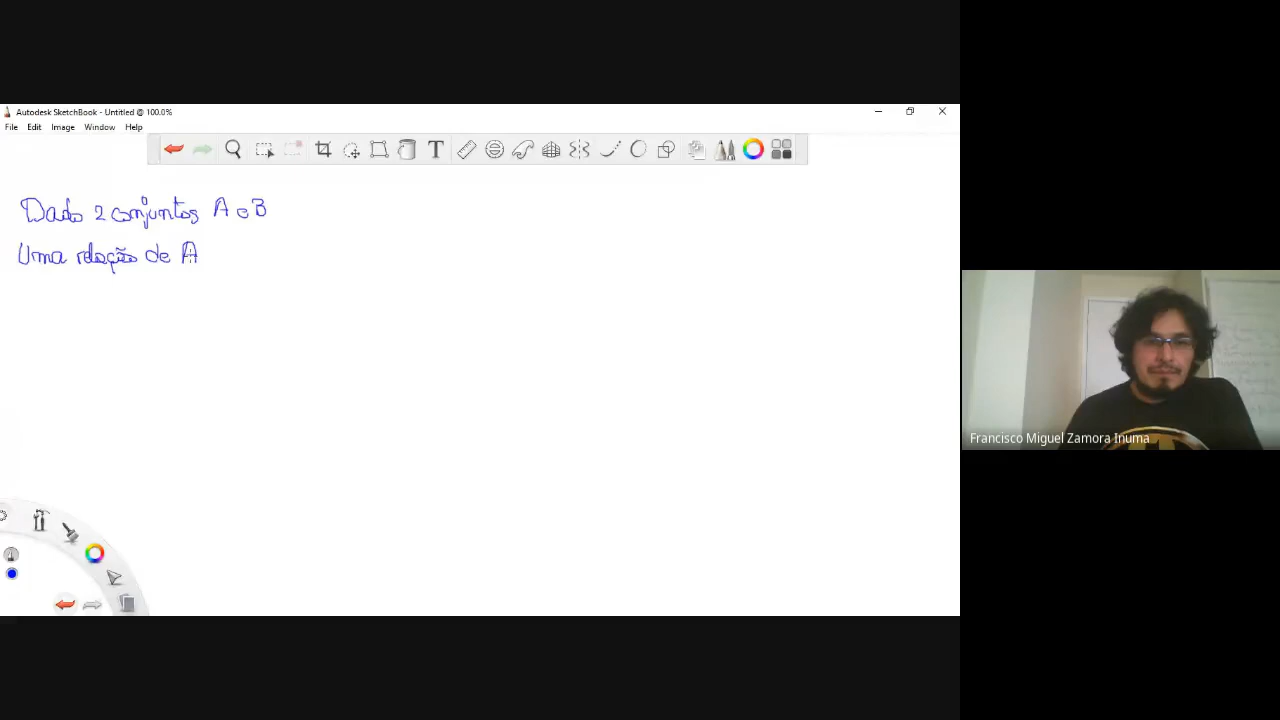 Autodesk SketchBook - Untitled @ 100.0%
File Edit Image Window Help
T
Dado 2 conjuntos A e B
Uma relação de A
Francisco Miguel Zamora Inuma